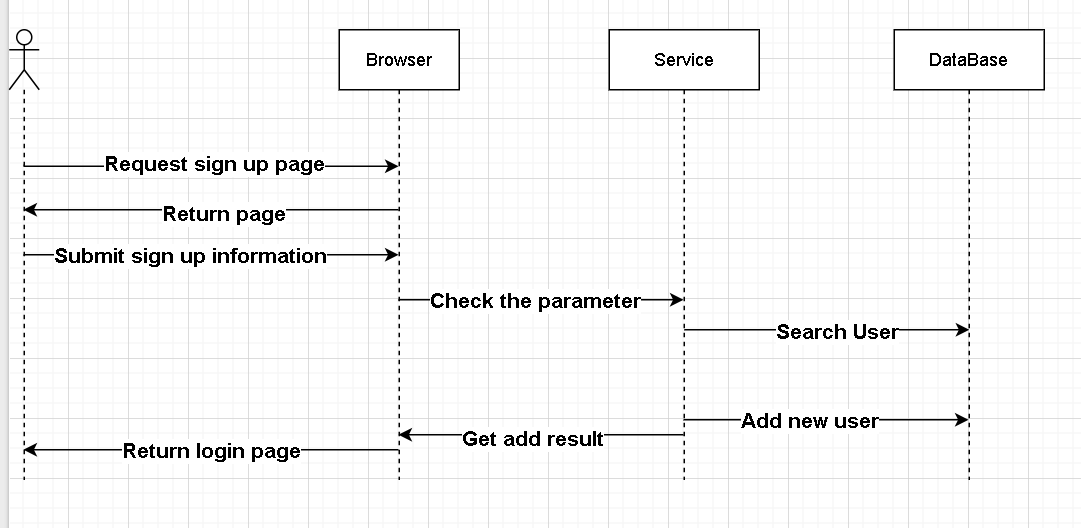 Browser
Service
DataBase
Request sign up page
Return page
Submit sign up information
Check the parameter
Search User
Add new user
Get add result
Return login page